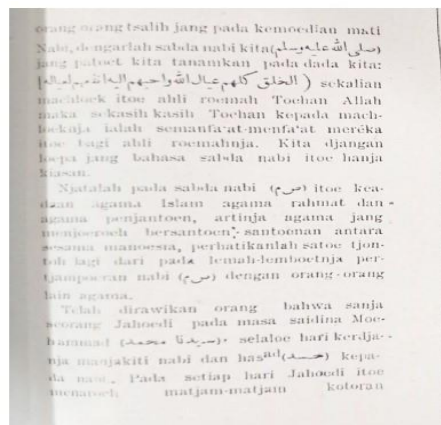 orang orang tsalih jang pada kemoedian mati
Nabi, dengarlah sabda nabi kita (صلى الله عليه وسلم)
jang patoet kita tanamkan pada dada kita:
(الخلق كلهم عيال الله واحبهم اليه انفعهم لعياله) sekalian
machloek itoe ahli roemah Toehan Allah
maka sekasih kasih Toehan kepada mach-
loeknja ialah semanfa'at-menfa'at meréka
itoe bagi ahli roemahnja. Kita djangan
loepa jang bahasa sabda nabi itoe hanja
kiasan.
Njatalah pada sabda nabi (ص م) itoe kea-
daan agama Islam agama rahmat dan
agama penjantoen, artinja agama jang
menjoeroeh bersantoen-santoenan antara
sesama manoesia, perhatikanlah satoe tjon-
toh lagi dari pada lemah-lemboetnja per-
tjampoeran nabi (ص م) dengan orang-orang
lain agama.
Telah dirawikan orang bahwa sanja
seorang Jahoedi pada masa saidina Moe-
hammad (سيدنا محمد). selaloe hari kerdja-
nja manjakiti nabi dan hasad (حسد) kepa-
da nabi. Pada setiap hari Jahoedi itoe
menaroeh matjam-matjam kotoran